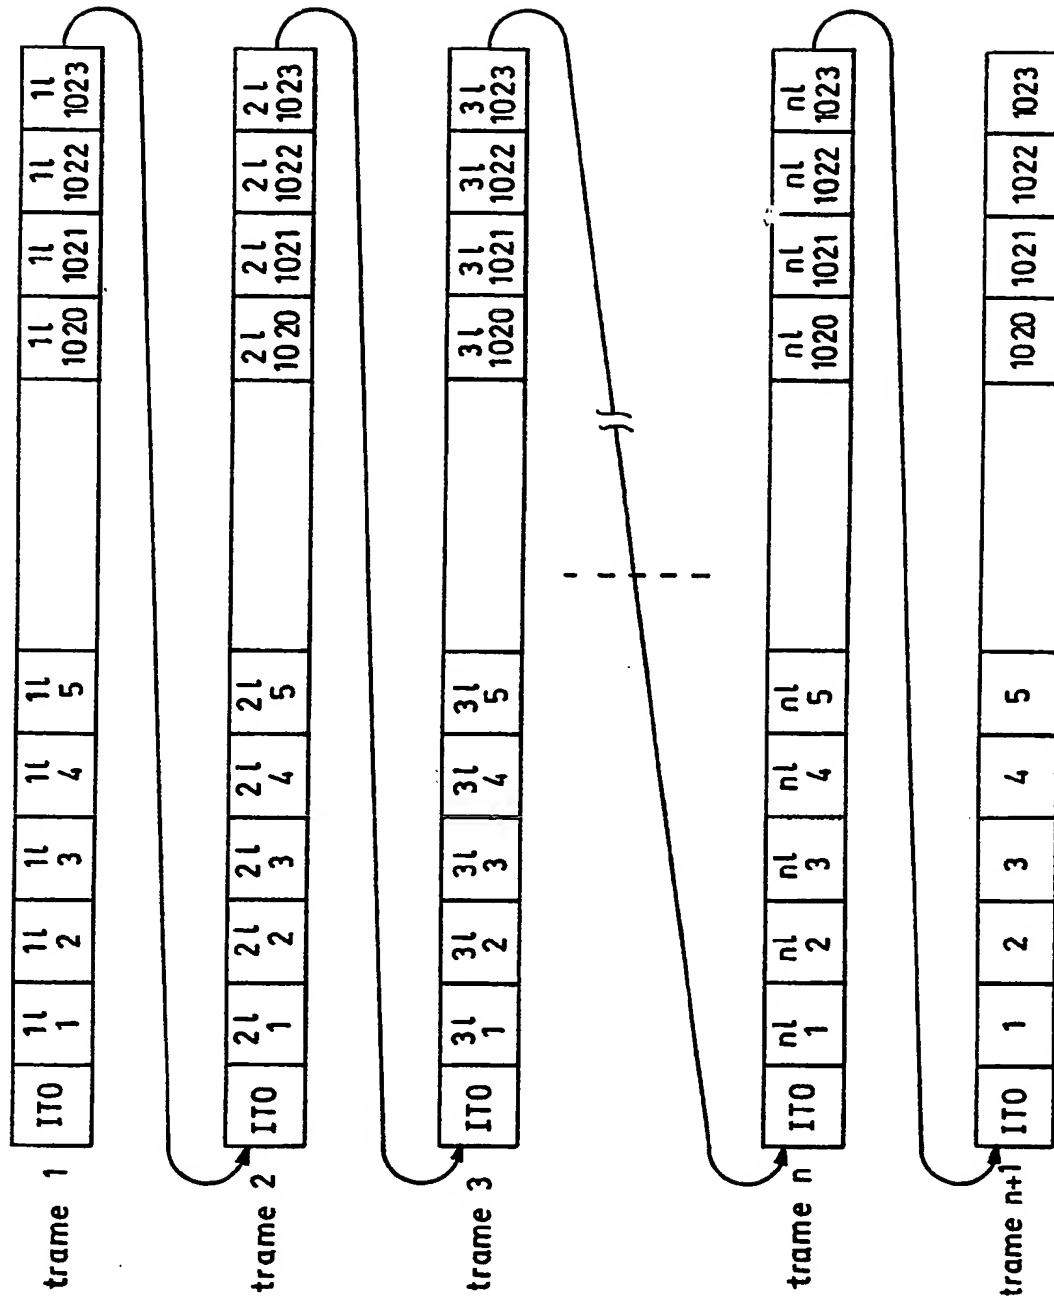 trame 1 ITO 1l 1 1l 2 1l 3 1l 4 1l 5 1l 1020 1l 1021 1l 1022 1l 1023
trame 2 ITO 2l 1 2l 2 2l 3 2l 4 2l 5 2l 1020 2l 1021 2l 1022 2l 1023
trame 3 ITO 3l 1 3l 2 3l 3 3l 4 3l 5 3l 1020 3l 1021 3l 1022 3l 1023
trame n ITO nl 1 nl 2 nl 3 nl 4 nl 5 nl 1020 nl 1021 nl 1022 nl 1023
trame n+1 ITO 1 2 3 4 5 1020 1021 1022 1023